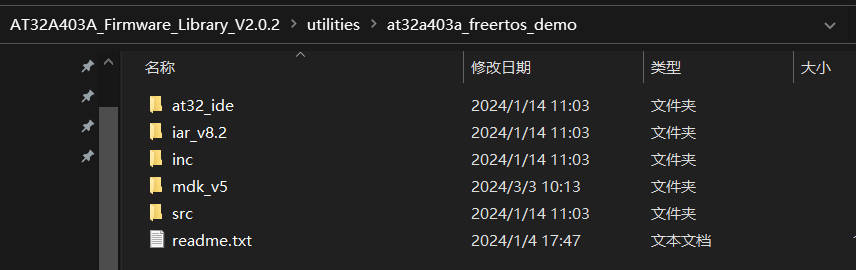 AT32A403A_Firmware_Library_V2.0.2 > utilities > at32a403a_freertos_demo
名称 修改日期 类型 大小
at32_ide 2024/1/14 11:03 文件夹
iar_v8.2 2024/1/14 11:03 文件夹
inc 2024/1/14 11:03 文件夹
mdk_v5 2024/3/3 10:13 文件夹
src 2024/1/14 11:03 文件夹
readme.txt 2024/1/4 17:47 文本文档